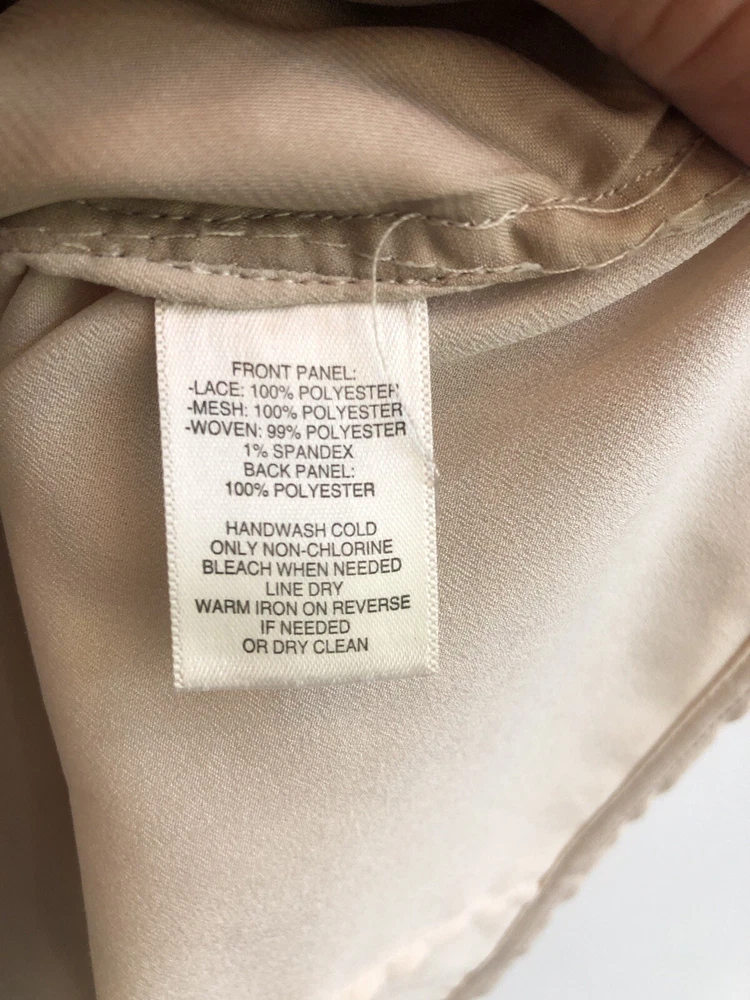 FRONT PANEL:
-LACE: 100% POLYESTER
-MESH: 100% POLYESTER
-WOVEN: 99% POLYESTER
1% SPANDEX
BACK PANEL:
100% POLYESTER
HANDWASH COLD
ONLY NON-CHLORINE
BLEACH WHEN NEEDED
LINE DRY
WARM IRON ON REVERSE
IF NEEDED
OR DRY CLEAN